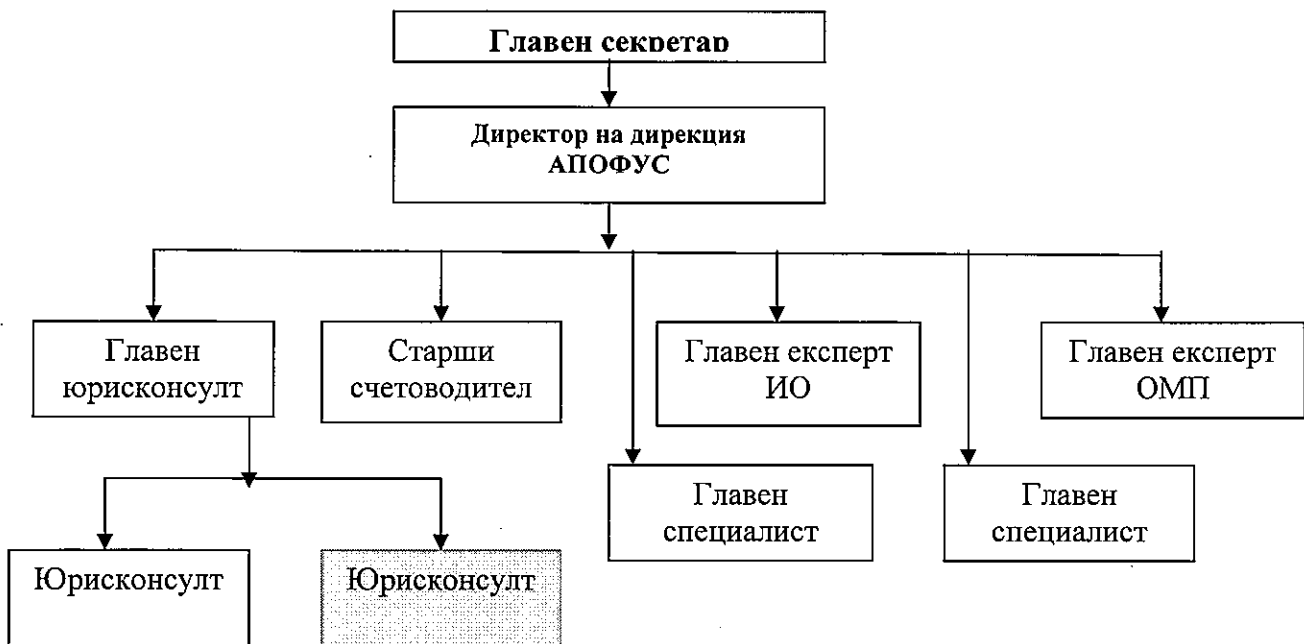 Главен секретар
Директор на дирекция
АПОФУС
Главен
юрисконсулт
Старши
счетоводител
Главен експерт
ИО
Главен експерт
ОМП
Главен
специалист
Главен
специалист
Юрисконсулт
Юрисконсулт